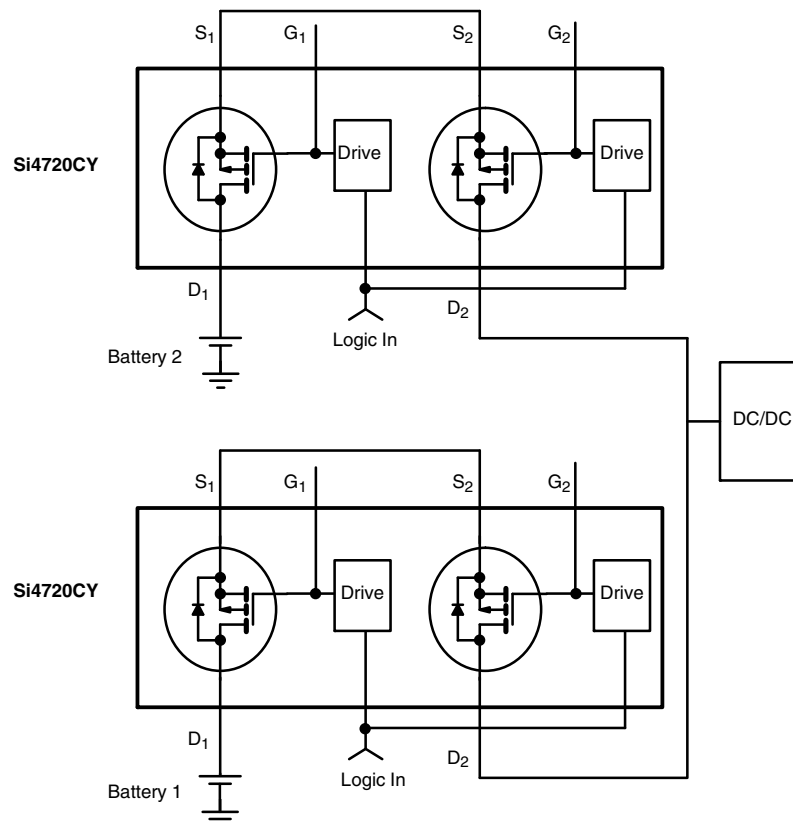 S1 G1 S2 G2
Si4720CY
Drive Drive
D1 D2
Logic In
Battery 2
DC/DC
S1 G1 S2 G2
Si4720CY
Drive Drive
D1 D2
Logic In
Battery 1